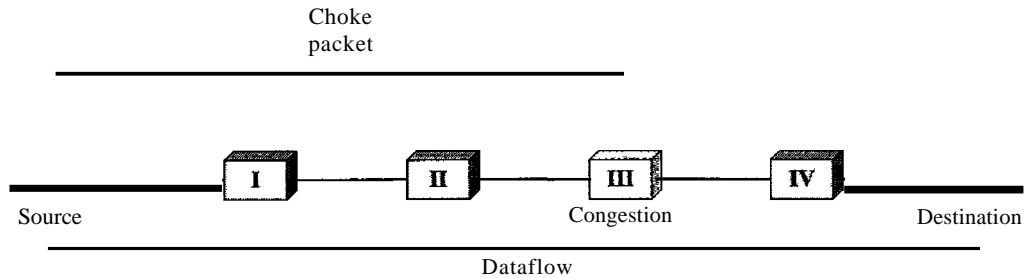 Choke
packet
I II III IV
Source Congestion Destination
Dataflow